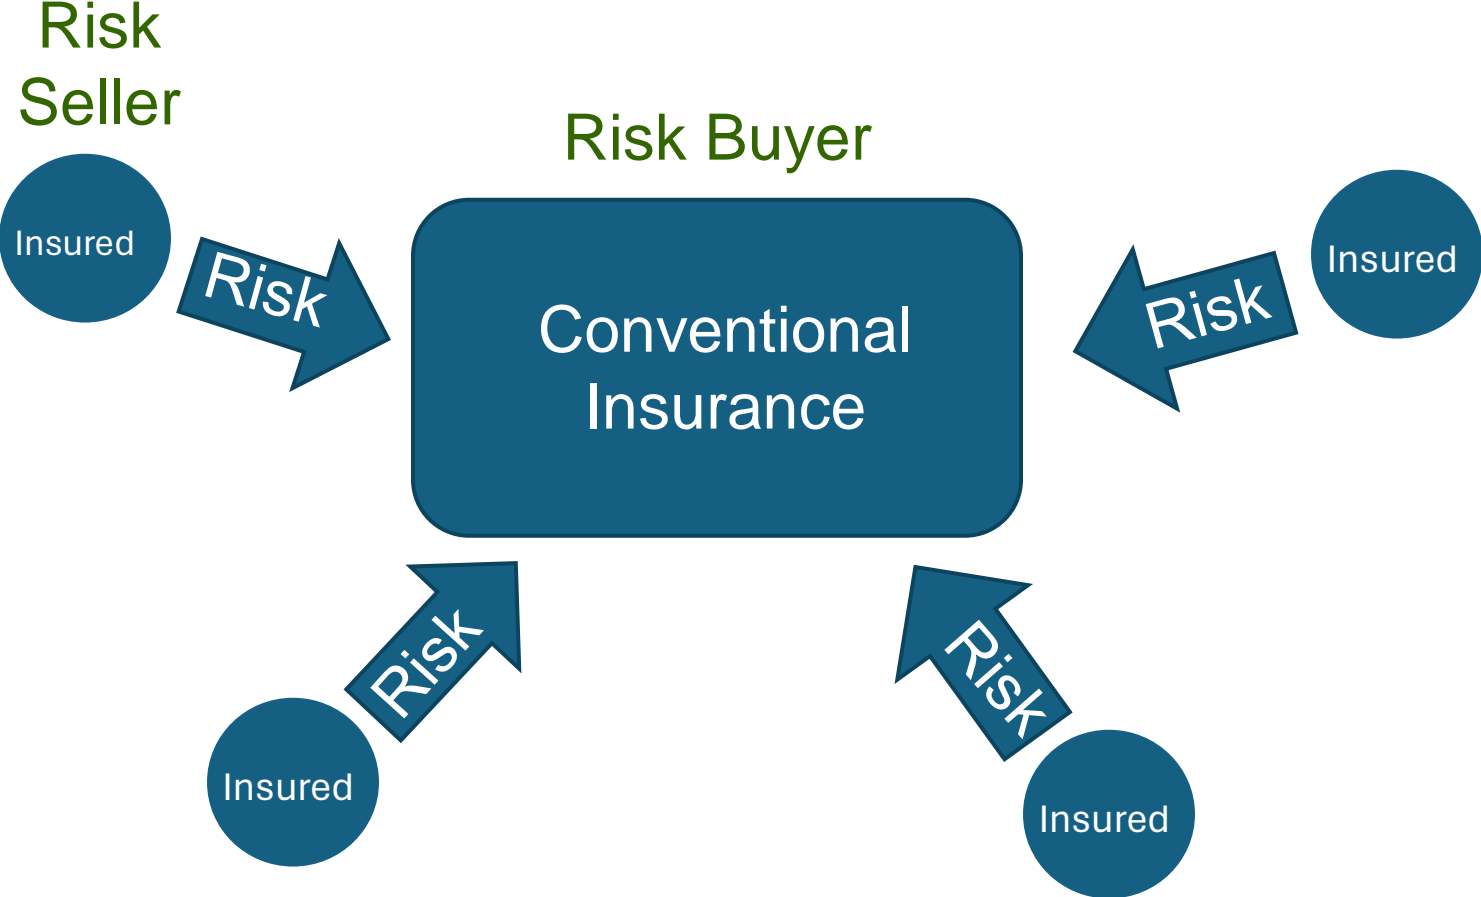 Risk
Seller
Risk Buyer
Insured
Risk
Conventional
Insurance
Risk
Insured
Risk
Insured
Risk
Insured